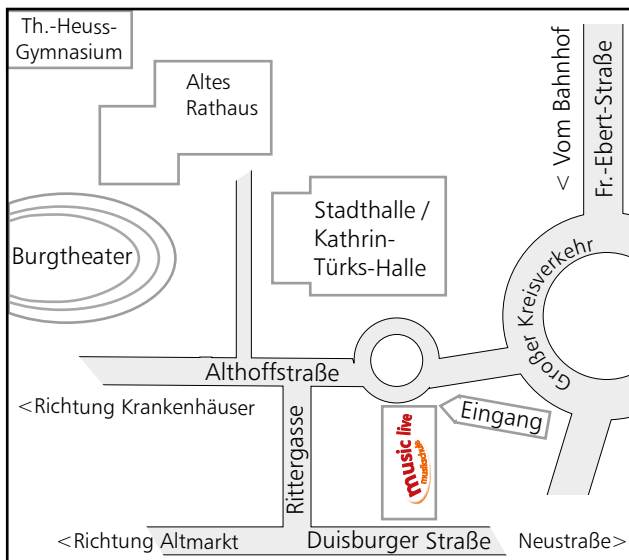 Th.-Heuss-
Gymnasium
Altes
Rathaus
< Vom Bahnhof
Fr.-Ebert-Straße
Stadthalle /
Kathrin-
Türks-Halle
Burgtheater
Großer Kreisverkehr
Althoffstraße
<Richtung Krankenhäuser
Rittergasse
music live
musikschule
Eingang
<Richtung Altmarkt
Duisburger Straße
Neustraße>